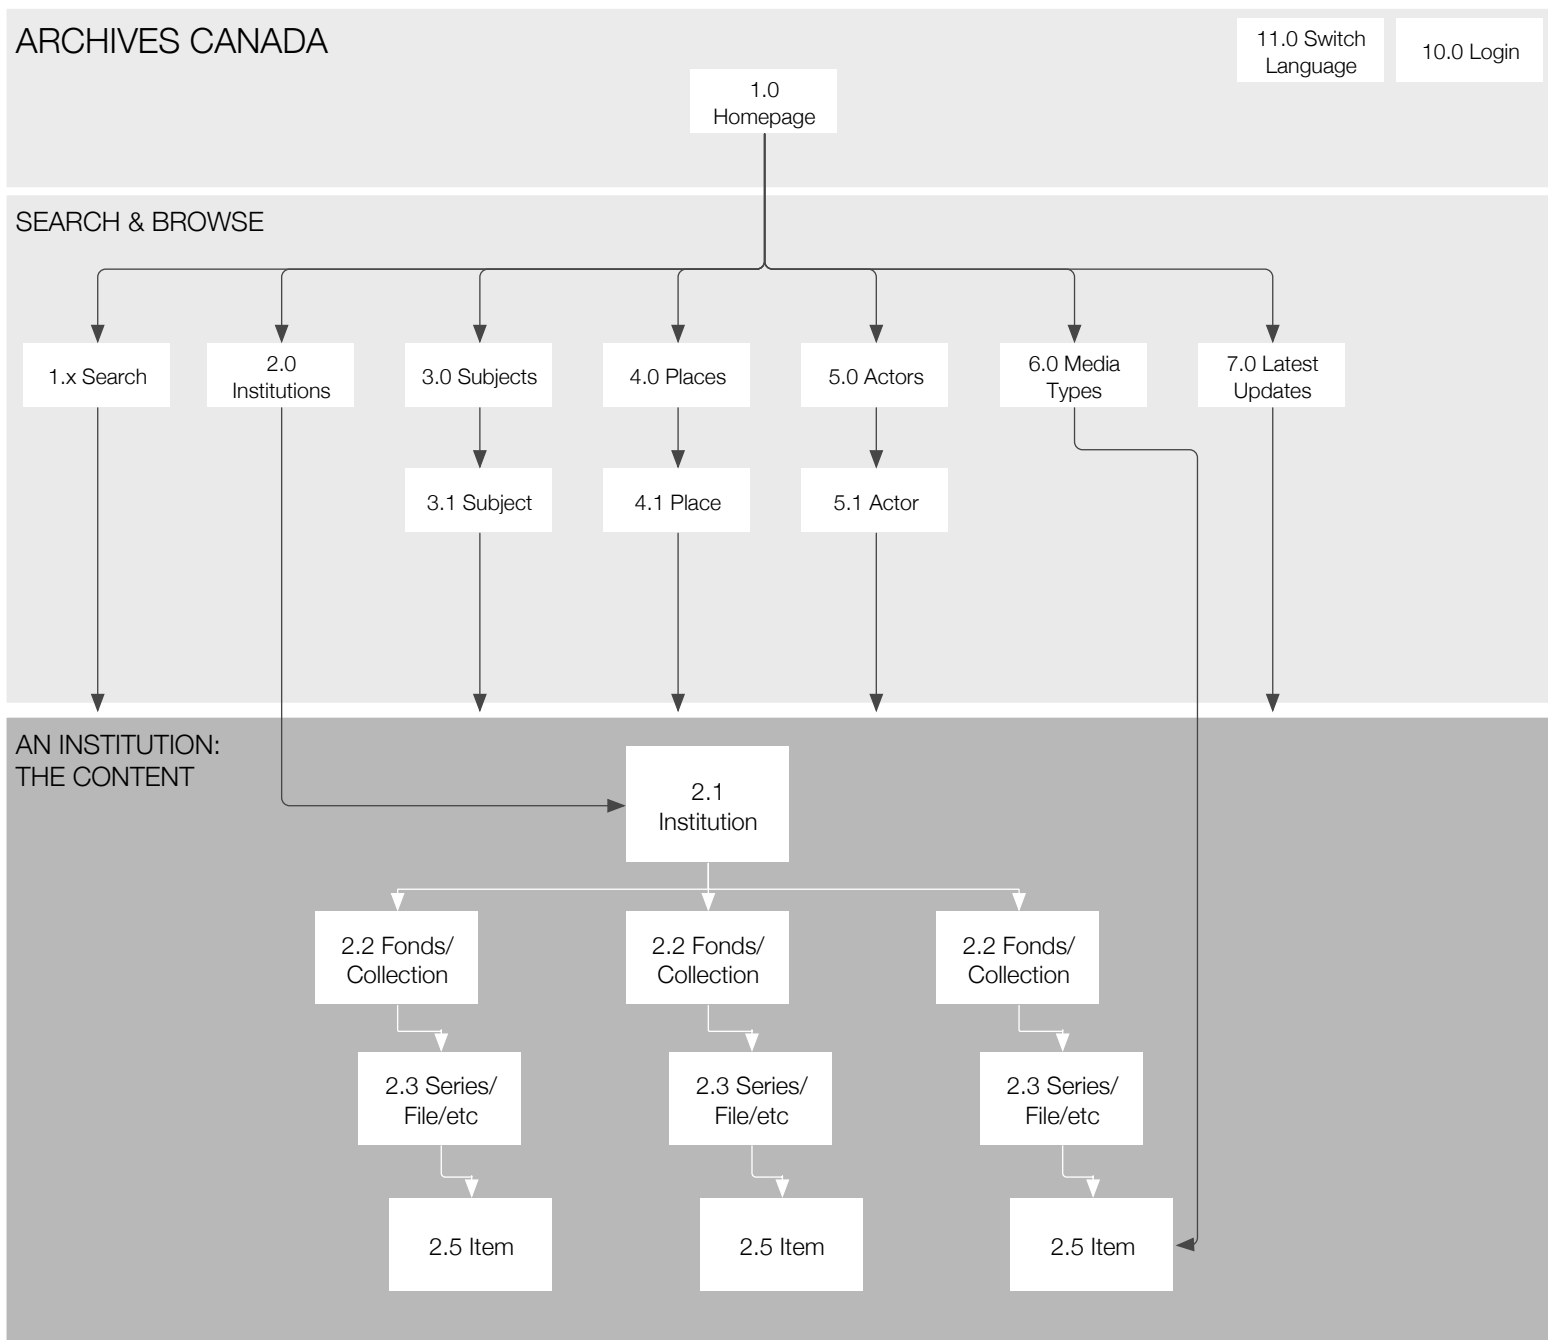 ARCHIVES CANADA
11.0 Switch
Language
10.0 Login
1.0
Homepage
SEARCH & BROWSE
1.x Search
2.0
Institutions
3.0 Subjects
4.0 Places
5.0 Actors
6.0 Media
Types
7.0 Latest
Updates
3.1 Subject
4.1 Place
5.1 Actor
AN INSTITUTION:
THE CONTENT
2.1
Institution
2.2 Fonds/
Collection
2.2 Fonds/
Collection
2.2 Fonds/
Collection
2.3 Series/
File/etc
2.3 Series/
File/etc
2.3 Series/
File/etc
2.5 Item
2.5 Item
2.5 Item